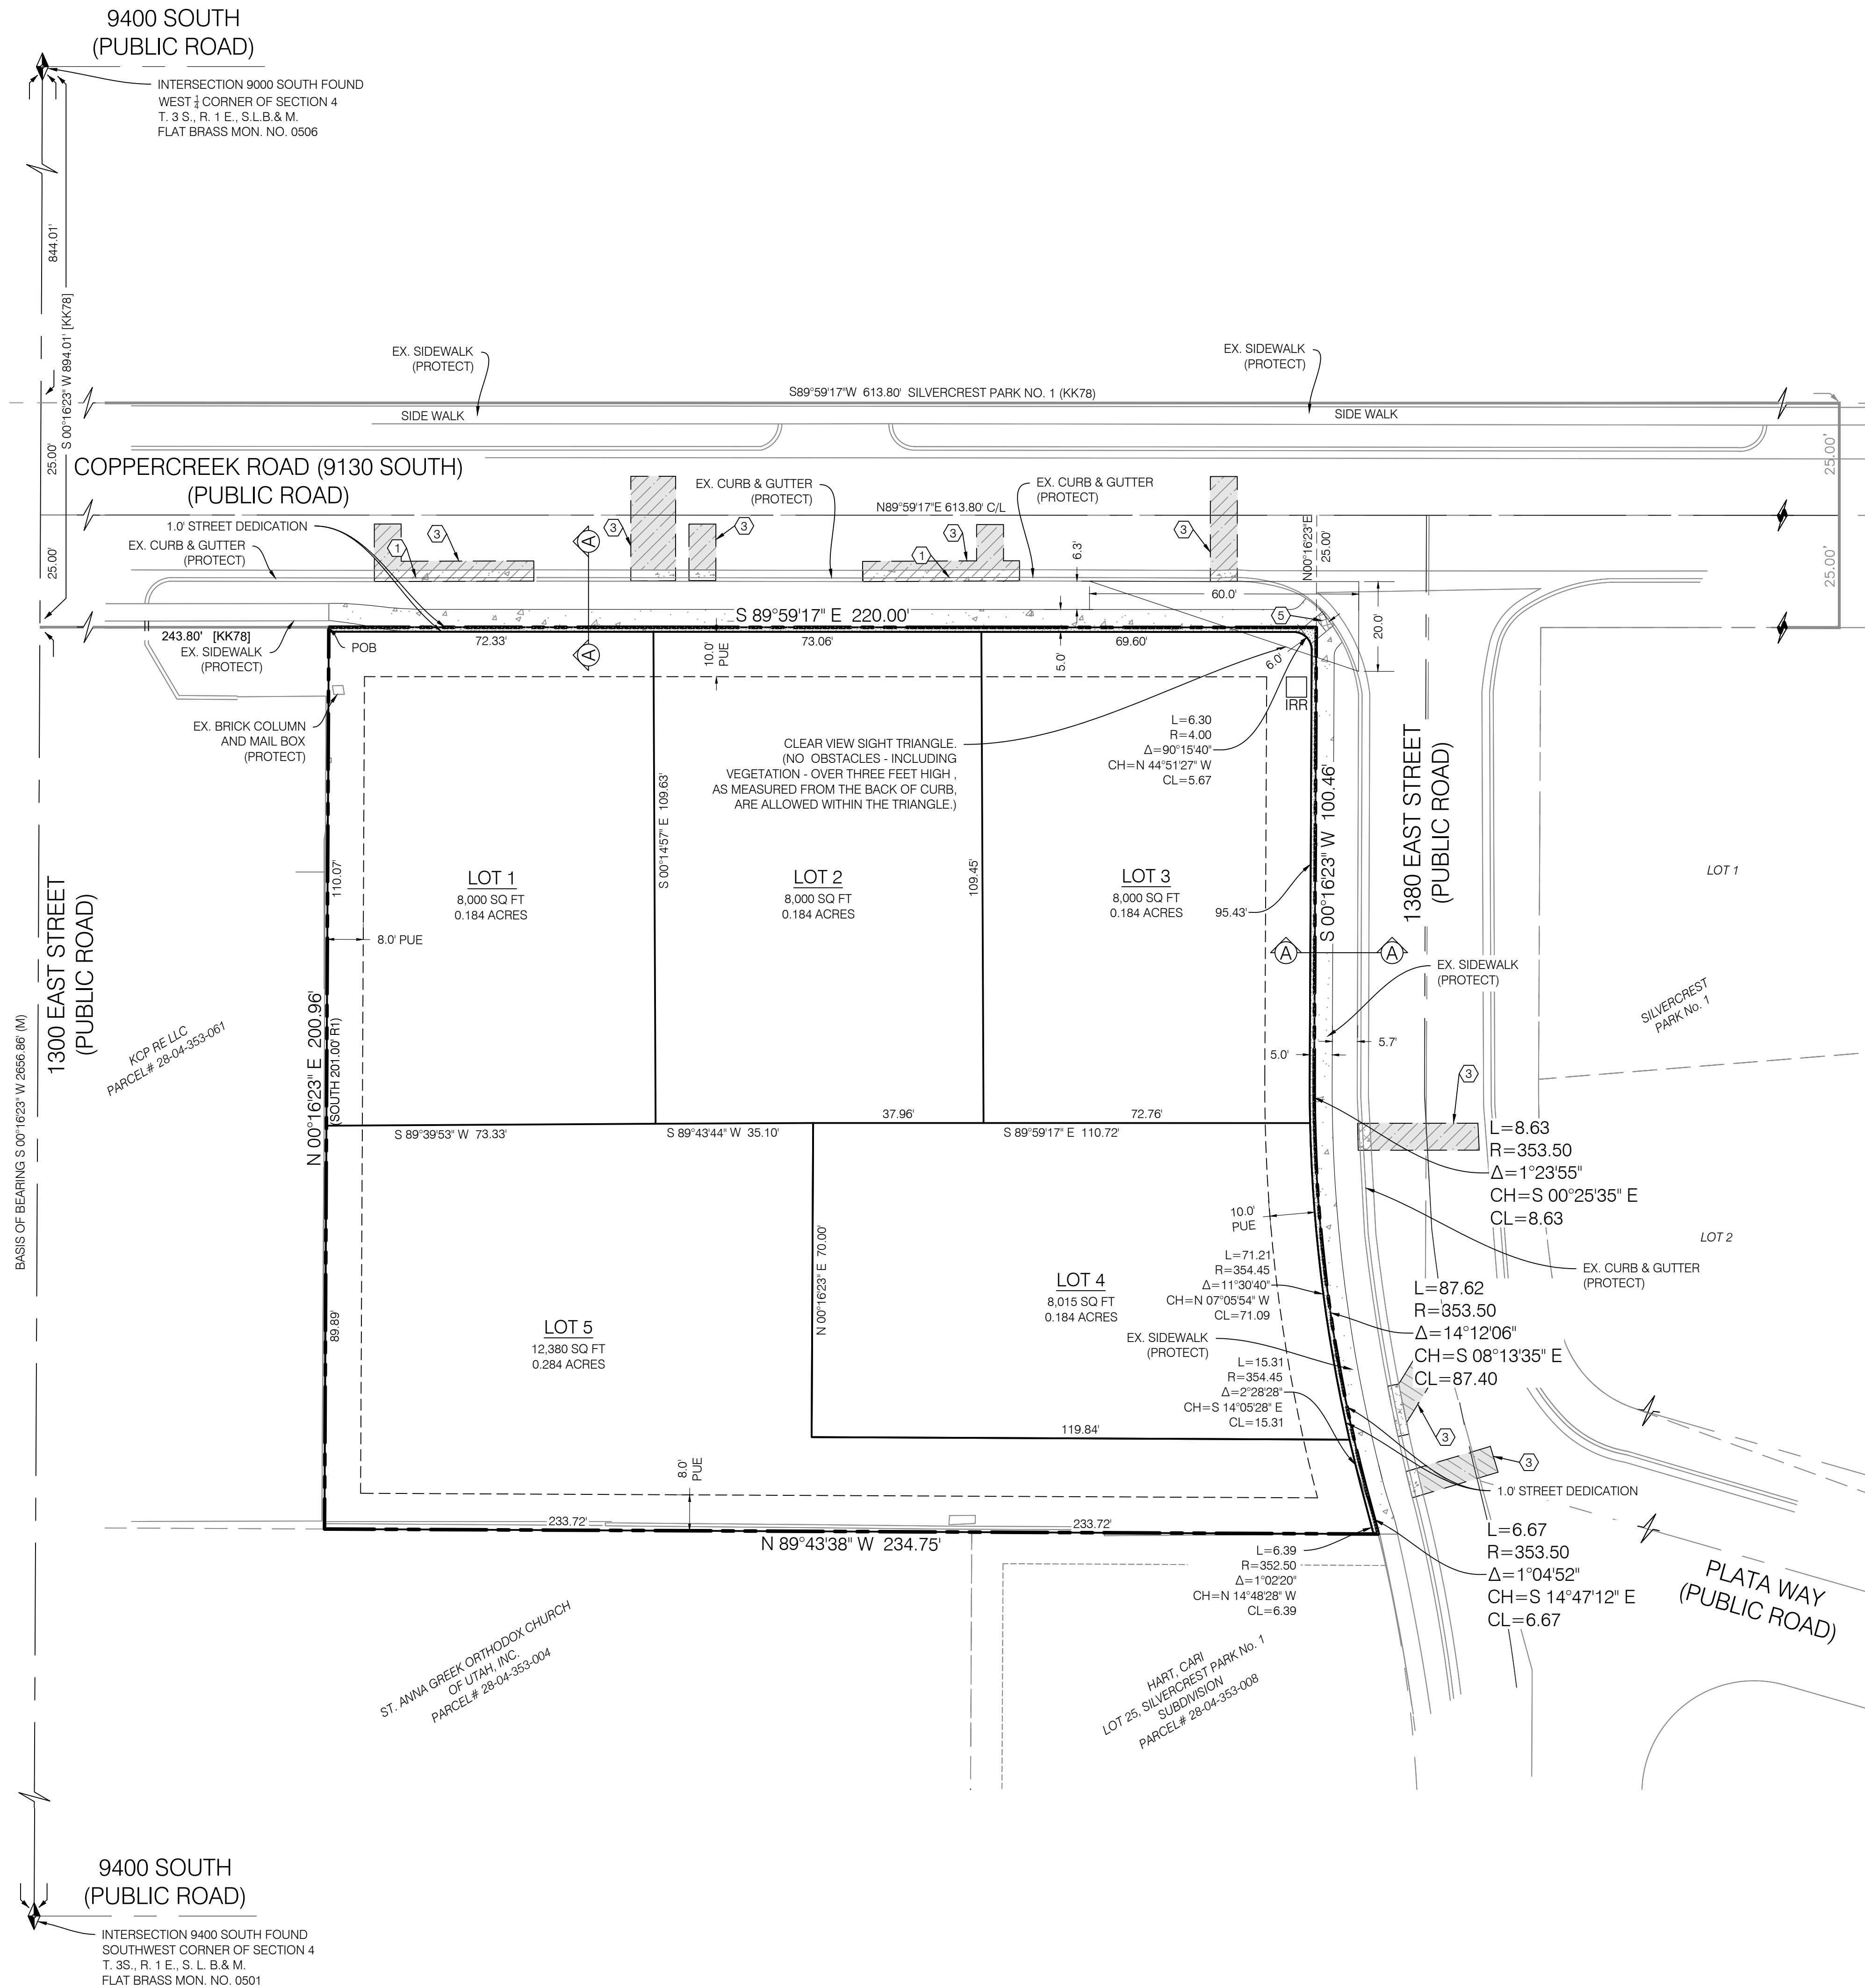 9400 SOUTH
(PUBLIC ROAD)
INTERSECTION 9000 SOUTH FOUND
WEST 1/4 CORNER OF SECTION 4
T. 3 S., R. 1 E., S.L.B.& M.
FLAT BRASS MON. NO. 0506
844.01'
S 00°16'23" W 894.01' [KK78]
25.00'
25.00'
EX. SIDEWALK
(PROTECT)
EX. SIDEWALK
(PROTECT)
S89°59'17"W 613.80' SILVERCREST PARK NO. 1 (KK78)
SIDE WALK
SIDE WALK
25.00'
25.00'
COPPERCREEK ROAD (9130 SOUTH)
(PUBLIC ROAD)
EX. CURB & GUTTER
(PROTECT)
EX. CURB & GUTTER
(PROTECT)
N89°59'17"E 613.80' C/L
1.0' STREET DEDICATION
EX. CURB & GUTTER
(PROTECT)
3
1
A
3
3
1
3
3
6.3'
N00°16'23"E
25.00'
60.0'
5
20.0'
S 89°59'17" E 220.00'
243.80' [KK78]
EX. SIDEWALK
(PROTECT)
POB
72.33'
A
10.0'
PUE
73.06'
5.0'
69.60'
6.0'
IRR
EX. BRICK COLUMN
AND MAIL BOX
(PROTECT)
CLEAR VIEW SIGHT TRIANGLE.
(NO OBSTACLES - INCLUDING
VEGETATION - OVER THREE FEET HIGH ,
AS MEASURED FROM THE BACK OF CURB,
ARE ALLOWED WITHIN THE TRIANGLE.)
L=6.30
R=4.00
Δ=90°15'40"
CH=N 44°51'27" W
CL=5.67
S 00°16'23" W 100.46'
1380 EAST STREET
(PUBLIC ROAD)
110.07'
S 00°14'57" E 109.63'
109.45'
LOT 1
8,000 SQ FT
0.184 ACRES
LOT 2
8,000 SQ FT
0.184 ACRES
LOT 3
8,000 SQ FT
0.184 ACRES
95.43'
LOT 1
8.0' PUE
A
A
EX. SIDEWALK
(PROTECT)
1300 EAST STREET
(PUBLIC ROAD)
BASIS OF BEARING S 00°16'23" W 2656.86' (M)
KCP RE LLC
PARCEL# 28-04-353-061
N 00°16'23" E 200.96'
(SOUTH 201.00' R1)
SILVERCREST
PARK No. 1
5.0'
5.7'
3
37.96'
72.76'
S 89°39'53" W 73.33'
S 89°43'44" W 35.10'
S 89°59'17" E 110.72'
L=8.63
R=353.50
Δ=1°23'55"
CH=S 00°25'35" E
CL=8.63
10.0'
PUE
LOT 2
EX. CURB & GUTTER
(PROTECT)
L=71.21
R=354.45
Δ=11°30'40"
CH=N 07°05'54" W
CL=71.09
N 00°16'23" E 70.00'
LOT 4
8,015 SQ FT
0.184 ACRES
89.89'
LOT 5
12,380 SQ FT
0.284 ACRES
L=87.62
R=353.50
Δ=14°12'06"
CH=S 08°13'35" E
CL=87.40
EX. SIDEWALK
(PROTECT)
L=15.31
R=354.45
Δ=2°28'28"
CH=S 14°05'28" E
CL=15.31
119.84'
3
3
8.0'
PUE
1.0' STREET DEDICATION
233.72'
233.72'
N 89°43'38" W 234.75'
L=6.39
R=352.50
Δ=1°02'20"
CH=N 14°48'28" W
CL=6.39
L=6.67
R=353.50
Δ=1°04'52"
CH=S 14°47'12" E
CL=6.67
PLATA WAY
(PUBLIC ROAD)
ST. ANNA GREEK ORTHODOX CHURCH
OF UTAH, INC.
PARCEL# 28-04-353-004
HART, CARI
LOT 25, SILVERCREST PARK No. 1
SUBDIVISION
PARCEL# 28-04-353-008
9400 SOUTH
(PUBLIC ROAD)
INTERSECTION 9400 SOUTH FOUND
SOUTHWEST CORNER OF SECTION 4
T. 3S., R. 1 E., S. L. B.& M.
FLAT BRASS MON. NO. 0501